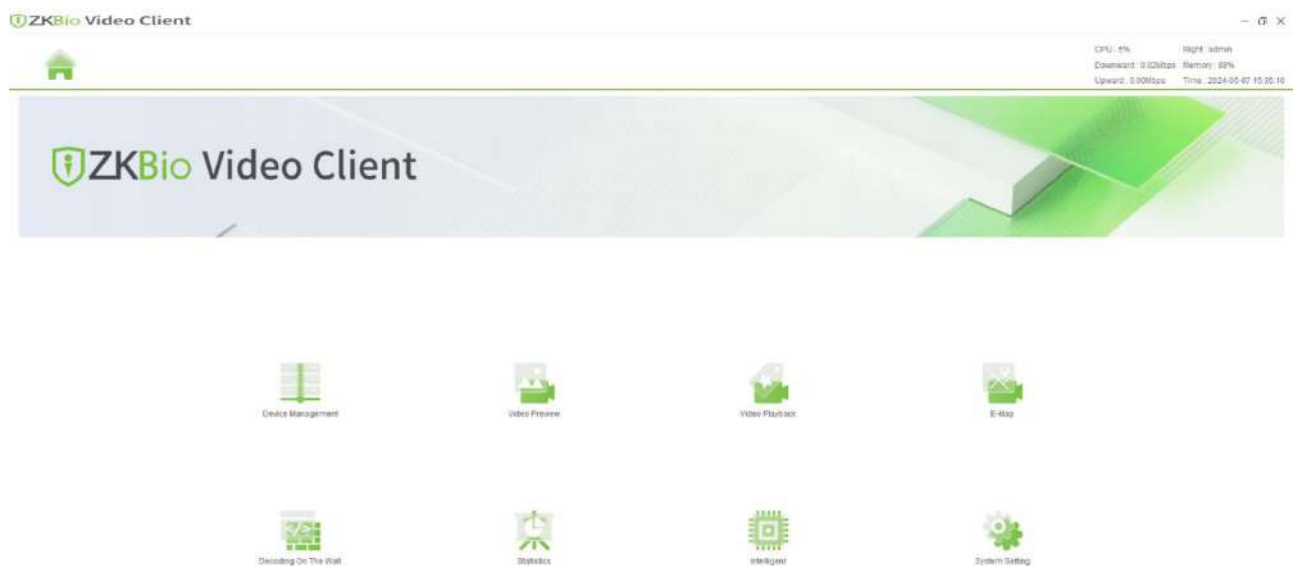 ZKBio Video Client
CPU : 6% Right : admin
Downward : 0.02Mbps Memory : 68%
Upward : 0.00Mbps Time : 2024-05-07 15:35:10
ZKBio Video Client
Device Management Video Preview Video Playback E-Map
Decoding On The Wall Statistics Intelligent System Setting